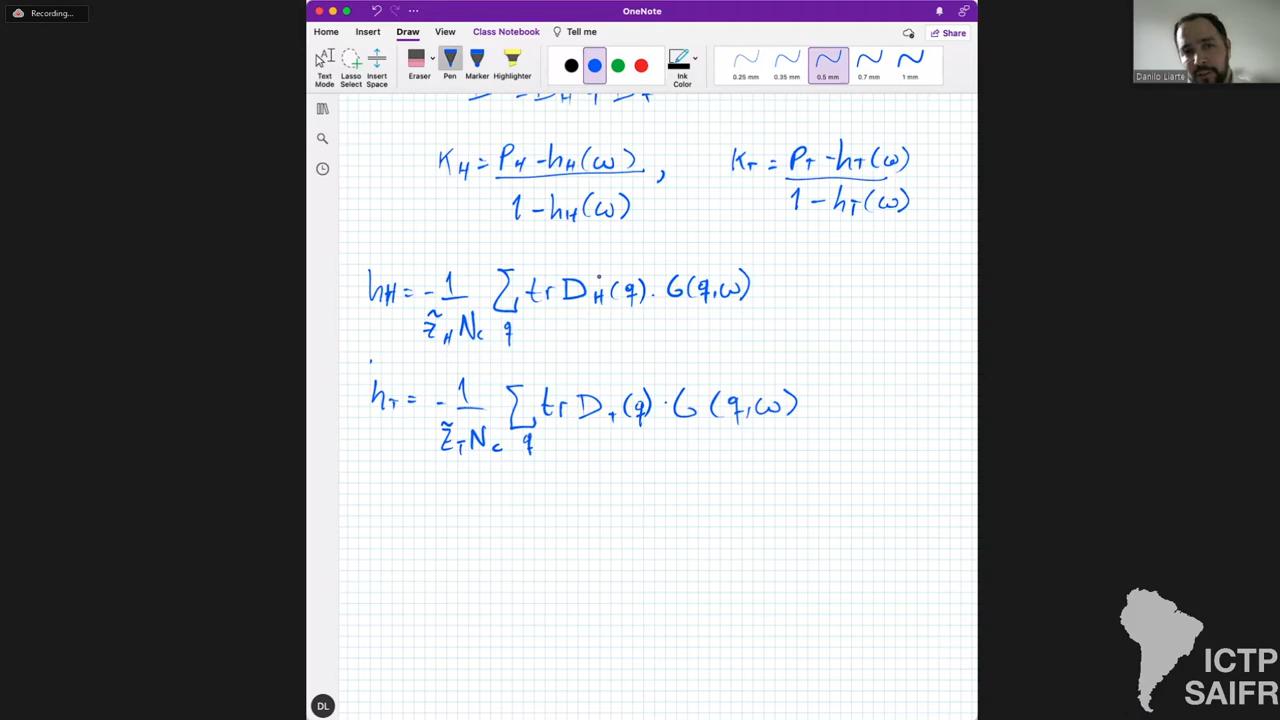 Recording...
OneNote
Home Insert Draw View Class Notebook Tell me
Share
Text Mode Lasso Select Insert Space Eraser Pen Marker Highlighter Ink Color 0.25 mm 0.35 mm 0.5 mm 0.7 mm 1 mm
Danilo Liarte
K_H = (P_H - h_H(ω)) / (1 - h_H(ω)) , K_T = (P_T - h_T(ω)) / (1 - h_T(ω))
h_H = - 1/(z̃_H N_c) ∑_q tr D_H(q) · G(q,ω)
h_T = - 1/(z̃_T N_c) ∑_q tr D_T(q) · G(q,ω)
DL
ICTP
SAIFR